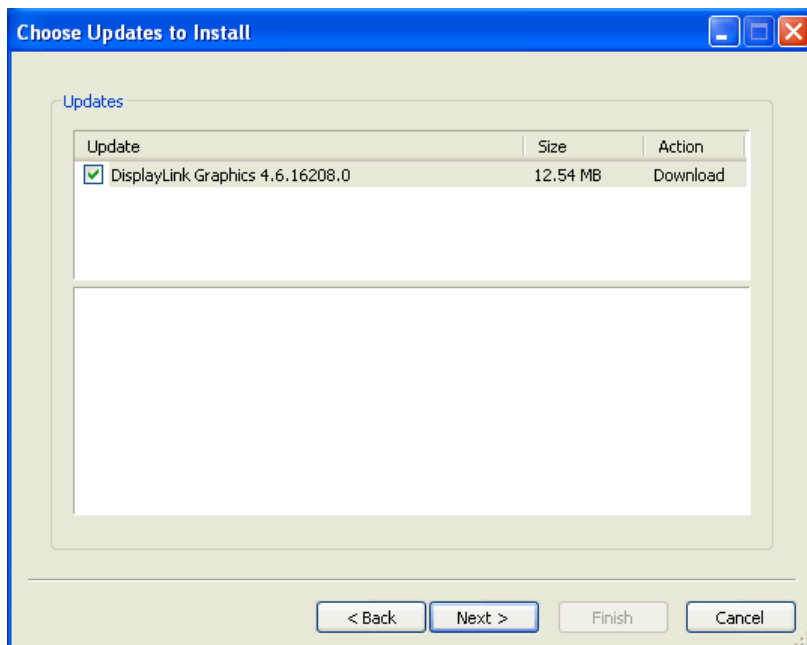 Choose Updates to Install
Updates
Update Size Action
DisplayLink Graphics 4.6.16208.0 12.54 MB Download
< Back Next > Finish Cancel